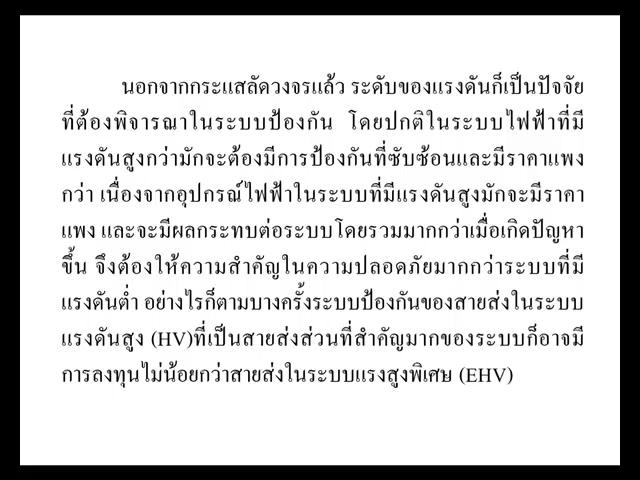 นอกจากกระแสลัดวงจรแล้ว ระดับของแรงดันก็เป็นปัจจัย
ที่ต้องพิจารณาในระบบป้องกัน โดยปกติในระบบไฟฟ้าที่มี
แรงดันสูงกว่ามักจะต้องมีการป้องกันที่ซับซ้อนและมีราคาแพง
กว่า เนื่องจากอุปกรณ์ไฟฟ้าในระบบที่มีแรงดันสูงมักจะมีราคา
แพง และจะมีผลกระทบต่อระบบโดยรวมมากกว่าเมื่อเกิดปัญหา
ขึ้น จึงต้องให้ความสำคัญในความปลอดภัยมากกว่าระบบที่มี
แรงดันต่ำ อย่างไรก็ตามบางครั้งระบบป้องกันของสายส่งในระบบ
แรงดันสูง (HV)ที่เป็นสายส่งส่วนที่สำคัญมากของระบบก็อาจมี
การลงทุนไม่น้อยกว่าสายส่งในระบบแรงสูงพิเศษ (EHV)